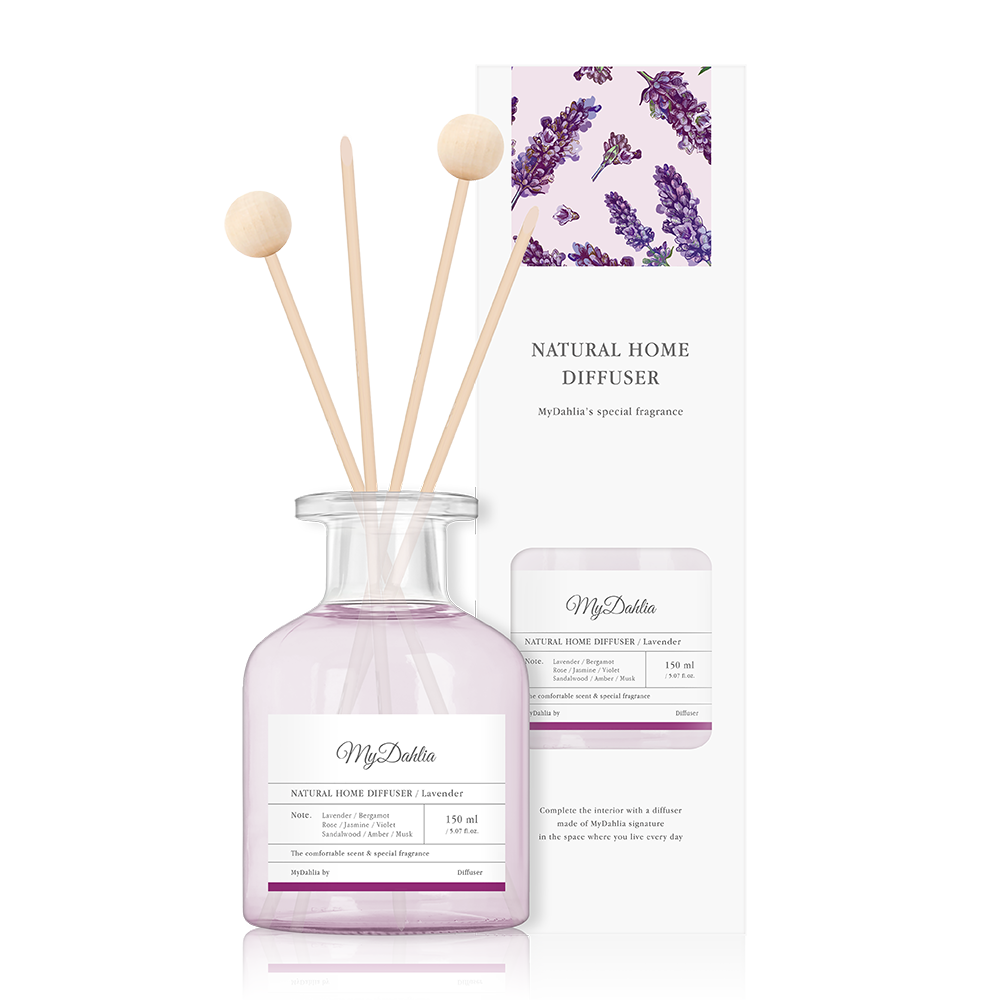 NATURAL HOME
DIFFUSER
MyDahlia's special fragrance
MyDahlia
NATURAL HOME DIFFUSER / Lavender
Note.
Lavender / Bergamot
Rose / Jasmine / Violet
Sandalwood / Amber / Musk
150 ml
/ 5.07 fl.oz.
The comfortable scent & special fragrance
MyDahlia by
Diffuser
Complete the interior with a diffuser
made of MyDahlia signature
in the space where you live every day
MyDahlia
NATURAL HOME DIFFUSER / Lavender
Note.
Lavender / Bergamot
Rose / Jasmine / Violet
Sandalwood / Amber / Musk
150 ml
/ 5.07 fl.oz.
The comfortable scent & special fragrance
MyDahlia by
Diffuser